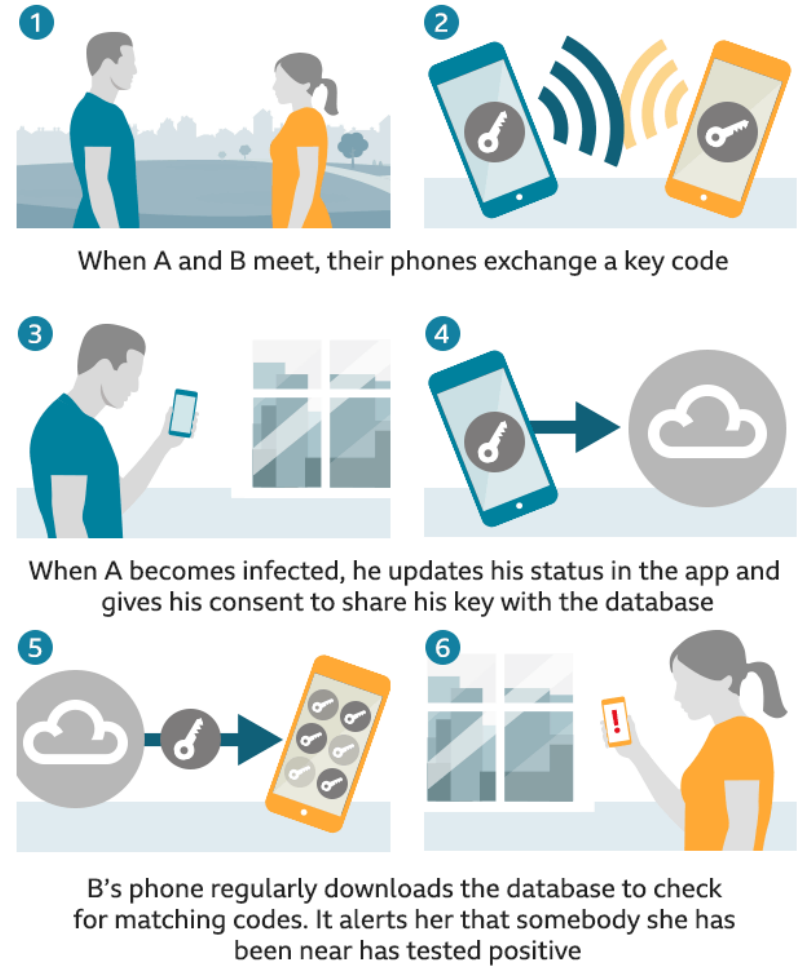 1
2
When A and B meet, their phones exchange a key code
3
4
When A becomes infected, he updates his status in the app and
gives his consent to share his key with the database
5
6
!
B's phone regularly downloads the database to check
for matching codes. It alerts her that somebody she has
been near has tested positive